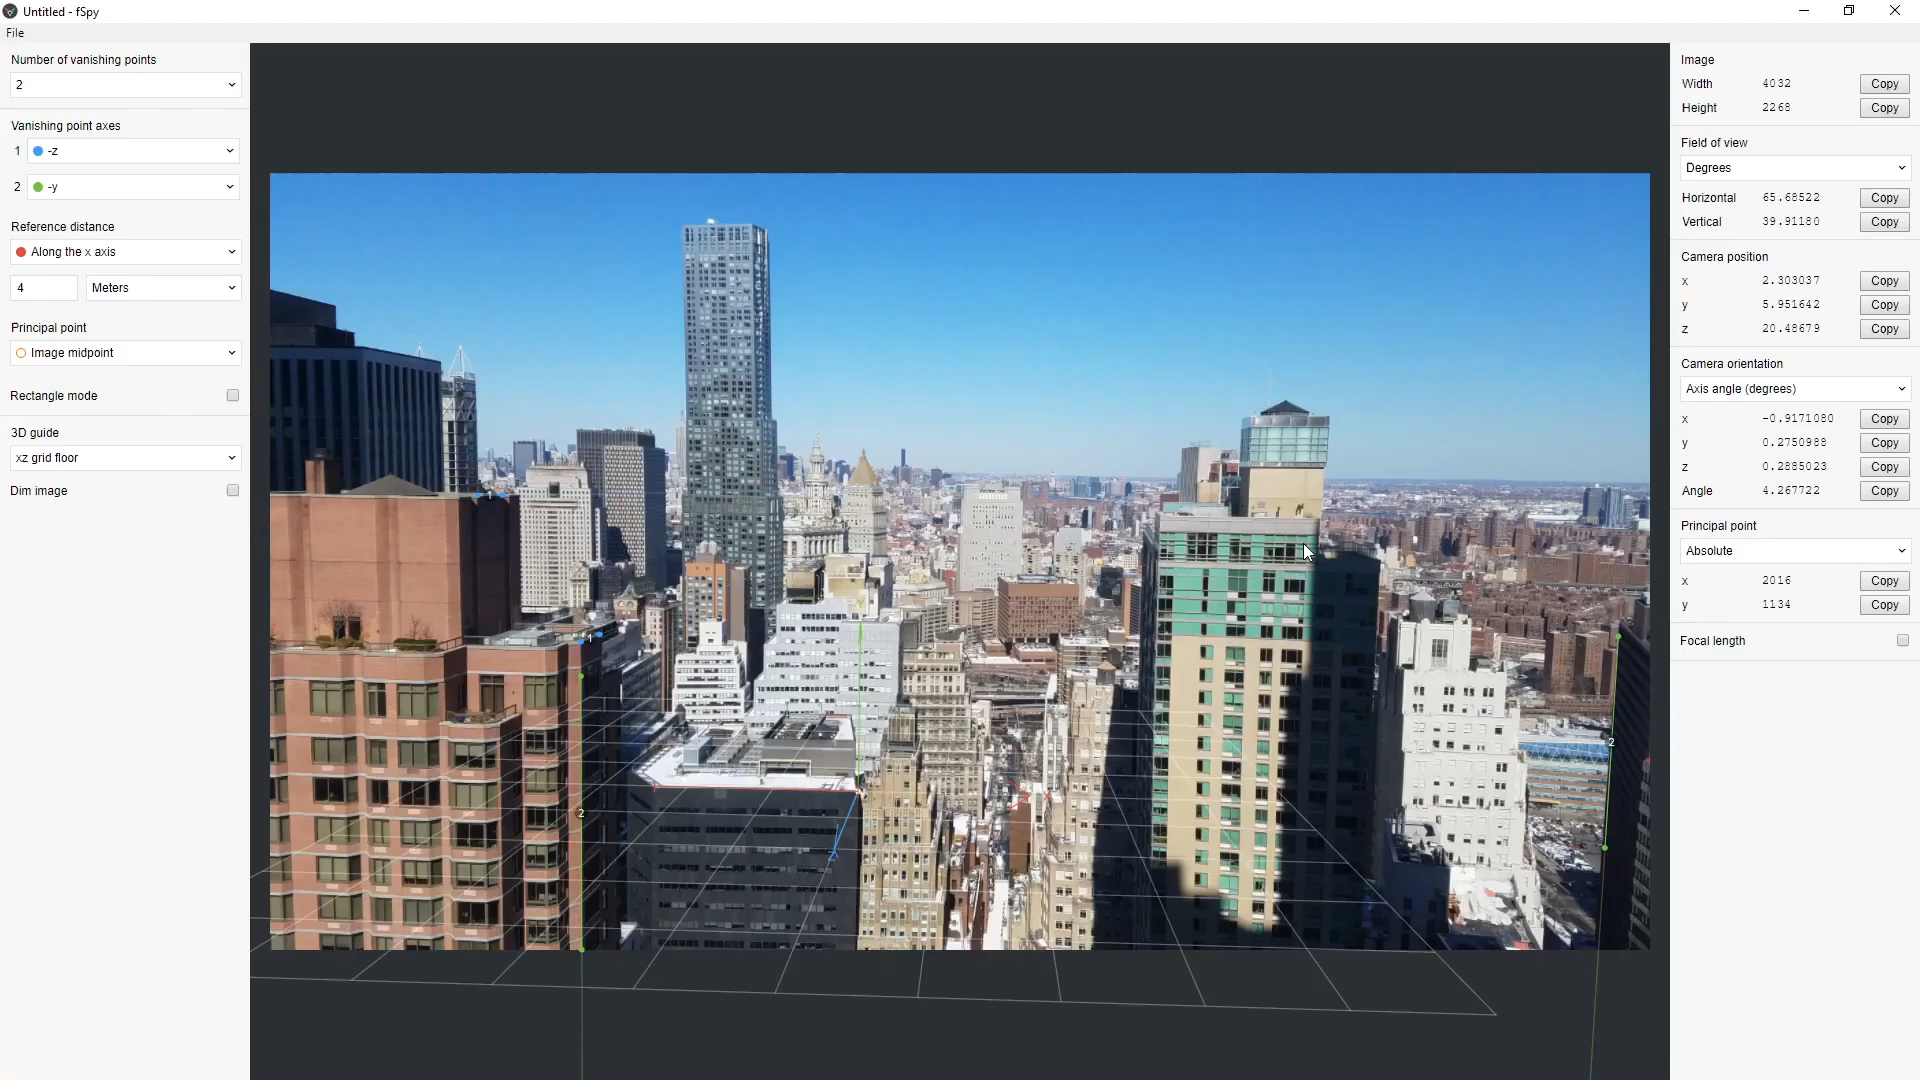 Untitled - fSpy
File
Number of vanishing points
2
Vanishing point axes
1 -z
2 -y
Reference distance
Along the x axis
4 Meters
Principal point
Image midpoint
Rectangle mode
3D guide
xz grid floor
Dim image
1
1
2
2
Y
Z
X
Image
Width 4032 Copy
Height 2268 Copy
Field of view
Degrees
Horizontal 65.68522 Copy
Vertical 39.91180 Copy
Camera position
x 2.303037 Copy
y 5.951642 Copy
z 20.48679 Copy
Camera orientation
Axis angle (degrees)
x -0.9171080 Copy
y 0.2750988 Copy
z 0.2885023 Copy
Angle 4.267722 Copy
Principal point
Absolute
x 2016 Copy
y 1134 Copy
Focal length